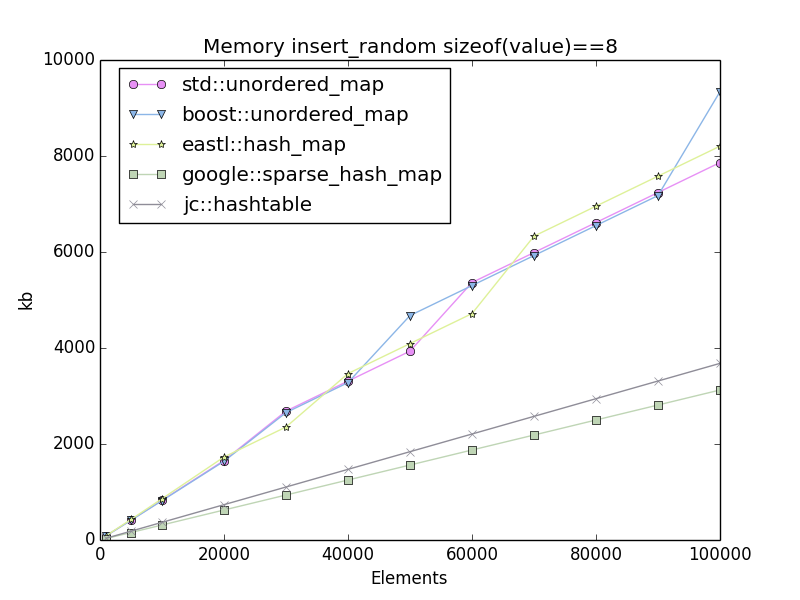 Memory insert_random sizeof(value)==8
10000
8000
6000
4000
2000
0
kb
std::unordered_map
boost::unordered_map
eastl::hash_map
google::sparse_hash_map
jc::hashtable
0 20000 40000 60000 80000 100000
Elements